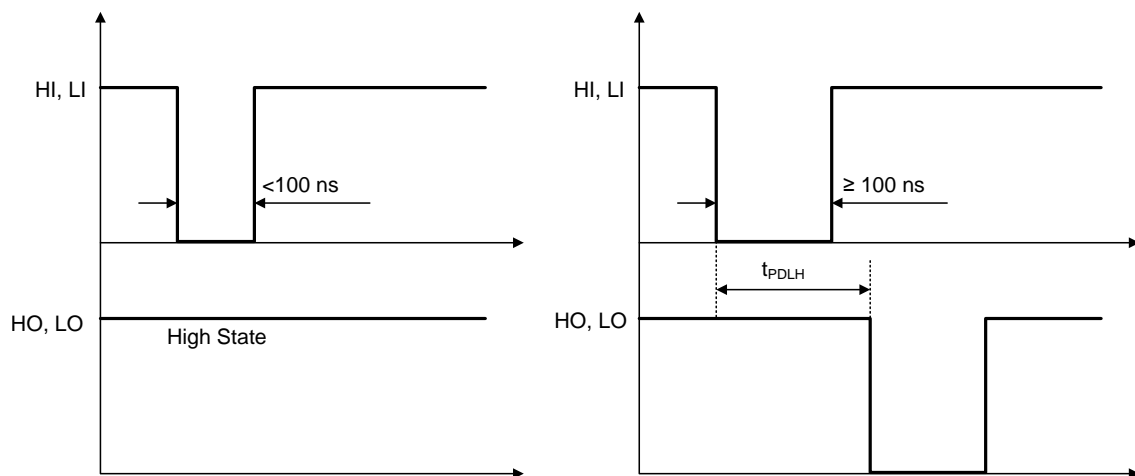 HI, LI
<100 ns
HO, LO
High State
HI, LI
≥ 100 ns
tPDLH
HO, LO